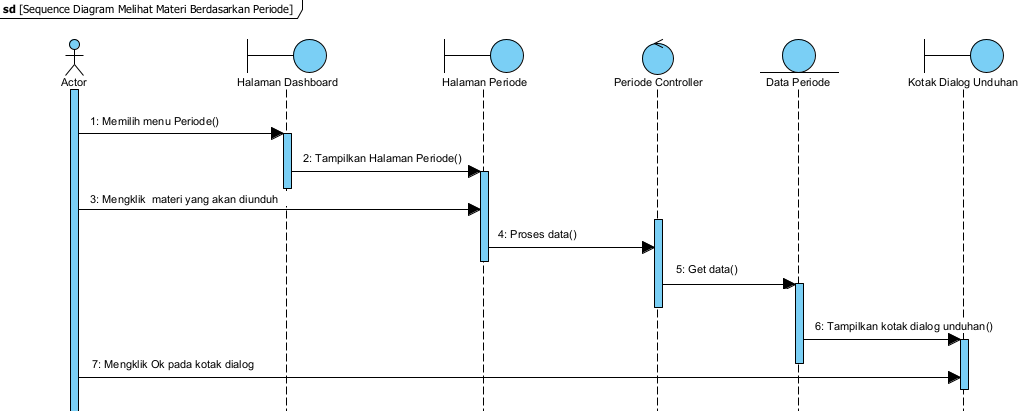 sd [Sequence Diagram Melihat Materi Berdasarkan Periode]
Actor
Halaman Dashboard
Halaman Periode
Periode Controller
Data Periode
Kotak Dialog Unduhan
1: Memilih menu Periode()
2: Tampilkan Halaman Periode()
3: Mengklik  materi yang akan diunduh
4: Proses data()
5: Get data()
6: Tampilkan kotak dialog unduhan()
7: Mengklik Ok pada kotak dialog